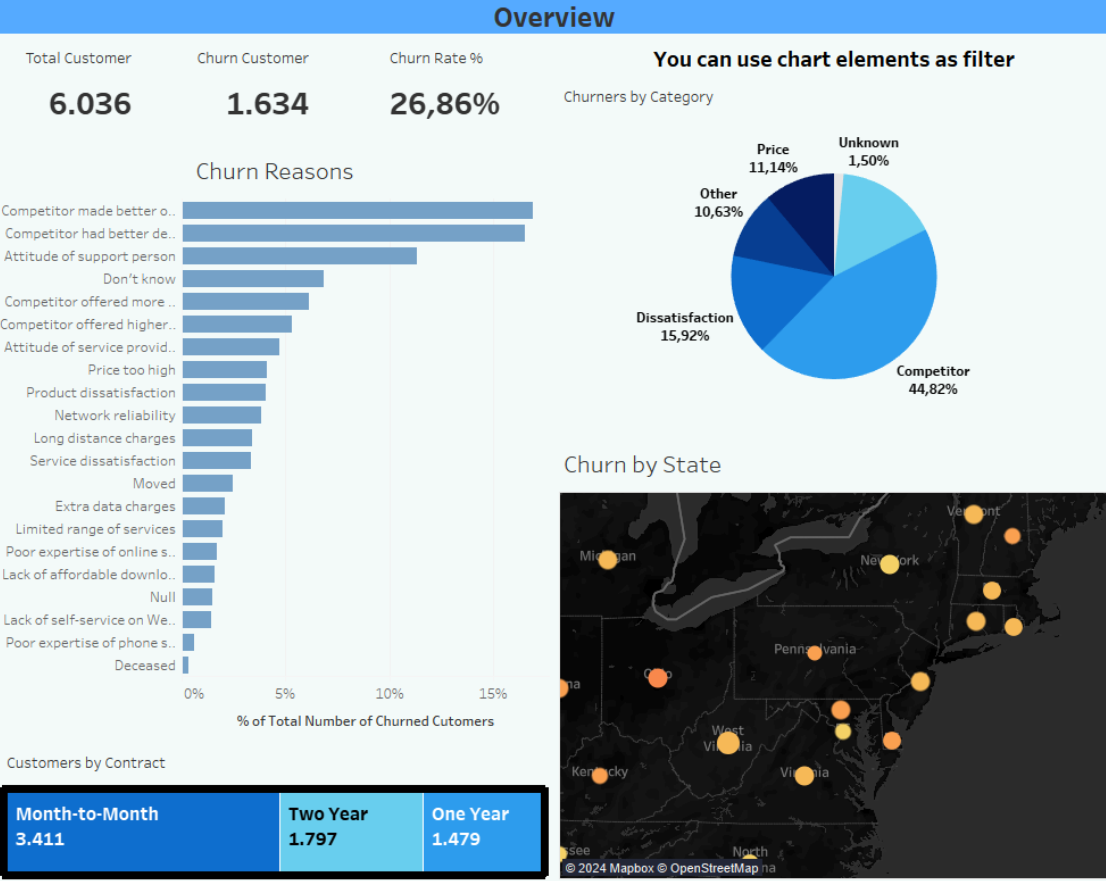 Overview
Total Customer
Churn Customer
Churn Rate %
6.036
1.634
26,86%
You can use chart elements as filter
Churners by Category
Price
11,14%
Unknown
1,50%
Other
10,63%
Dissatisfaction
15,92%
Competitor
44,82%
Churn Reasons
Competitor made better o..
Competitor had better de..
Attitude of support person
Don't know
Competitor offered more ..
Competitor offered higher..
Attitude of service provid..
Price too high
Product dissatisfaction
Network reliability
Long distance charges
Service dissatisfaction
Moved
Extra data charges
Limited range of services
Poor expertise of online s..
Lack of affordable downlo..
Null
Lack of self-service on We..
Poor expertise of phone s..
Deceased
0%
5%
10%
15%
% of Total Number of Churned Cutomers
Customers by Contract
Month-to-Month
3.411
Two Year
1.797
One Year
1.479
Churn by State
Vermont
Michigan
New York
Pennsylvania
Ohio
na
West
Virginia
Kentucky
Virginia
ssee
North
na
© 2024 Mapbox © OpenStreetMap